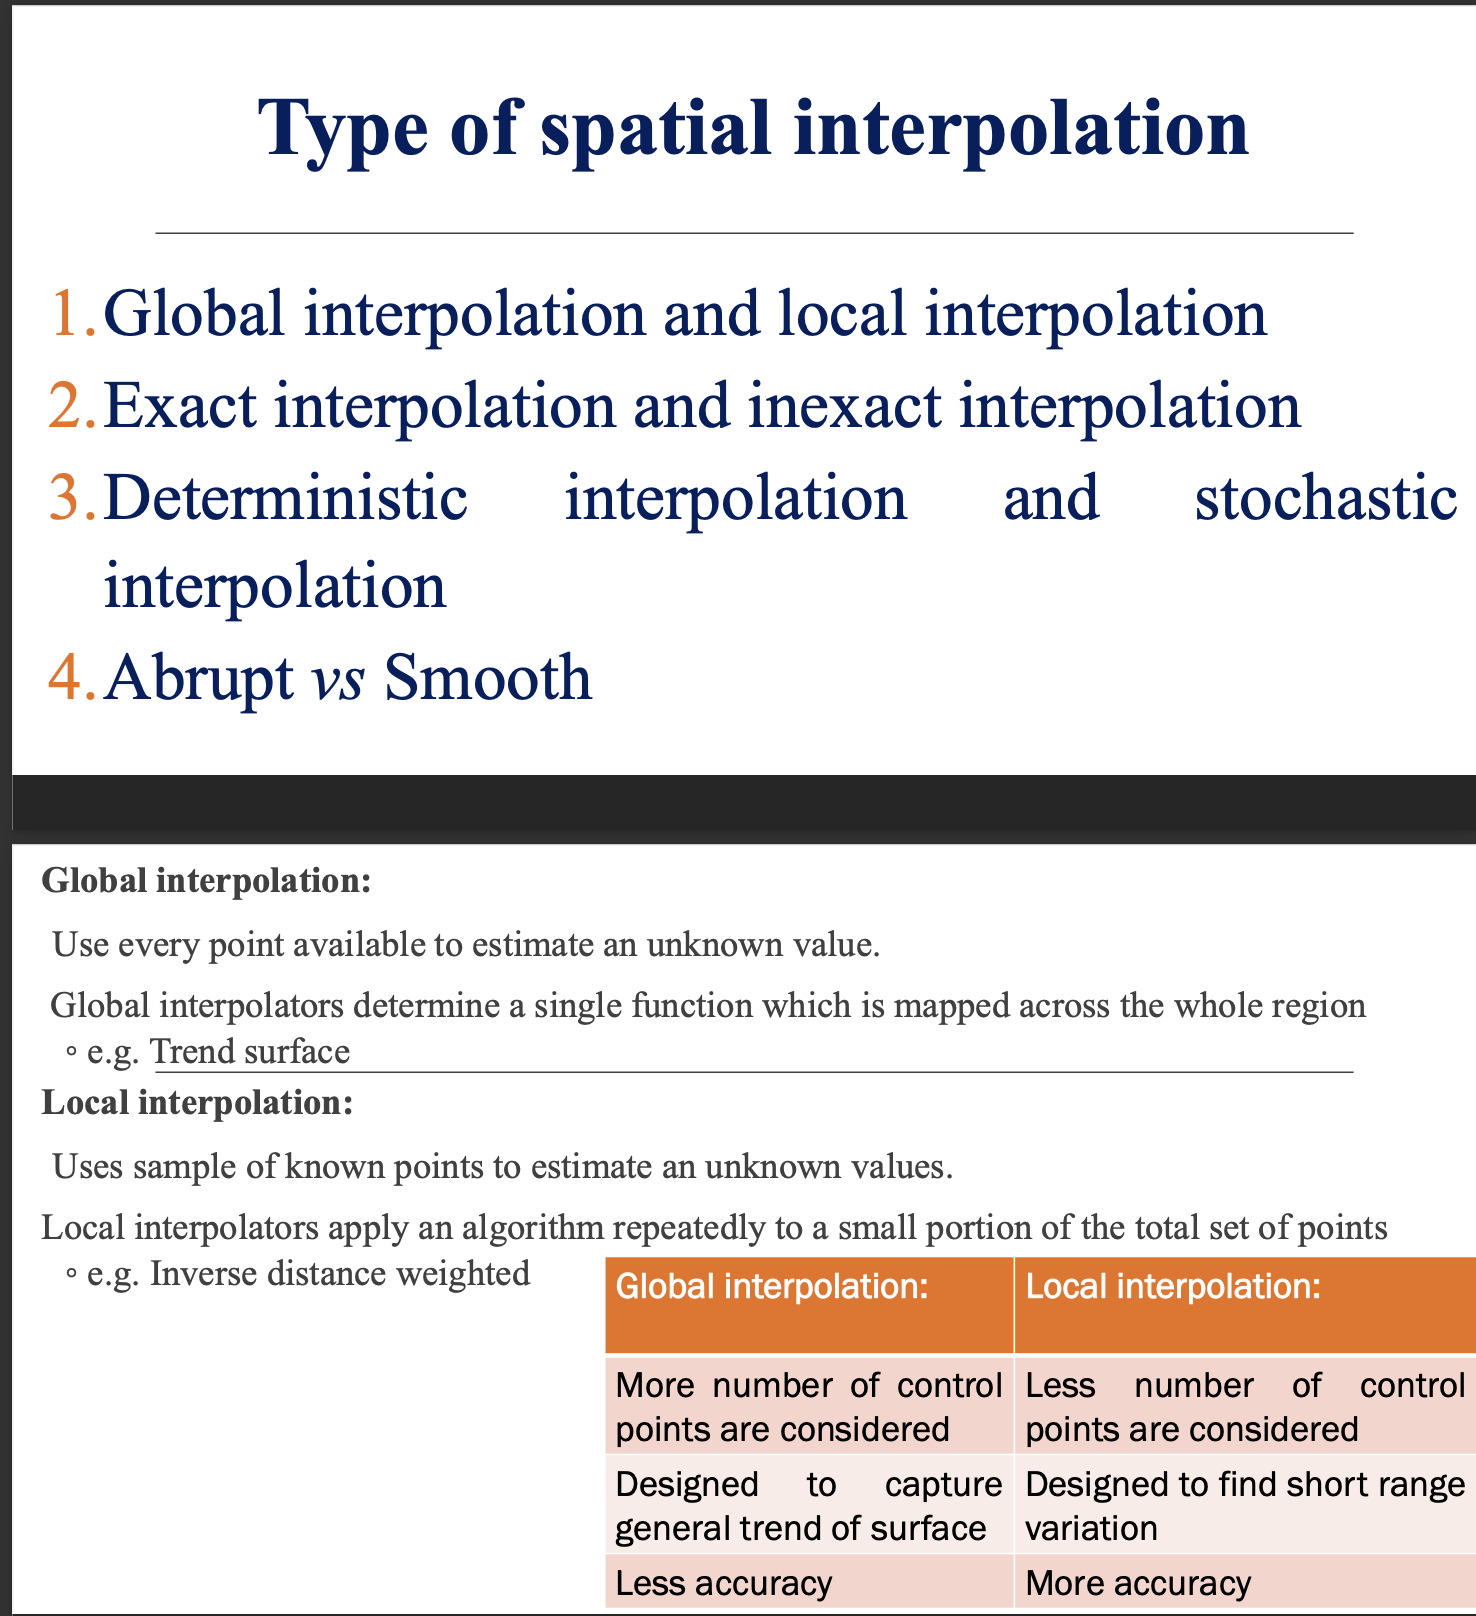 Type of spatial interpolation
1. Global interpolation and local interpolation
2. Exact interpolation and inexact interpolation
3. Deterministic interpolation and stochastic
interpolation
4. Abrupt vs Smooth
Global interpolation:
Use every point available to estimate an unknown value.
Global interpolators determine a single function which is mapped across the whole region
° e.g. Trend surface
Local interpolation:
Uses sample of known points to estimate an unknown values.
Local interpolators apply an algorithm repeatedly to a small portion of the total set of points
° e.g. Inverse distance weighted
Global interpolation: Local interpolation:
More number of control
points are considered
Less number of control
points are considered
Designed to capture
general trend of surface
Designed to find short range
variation
Less accuracy
More accuracy